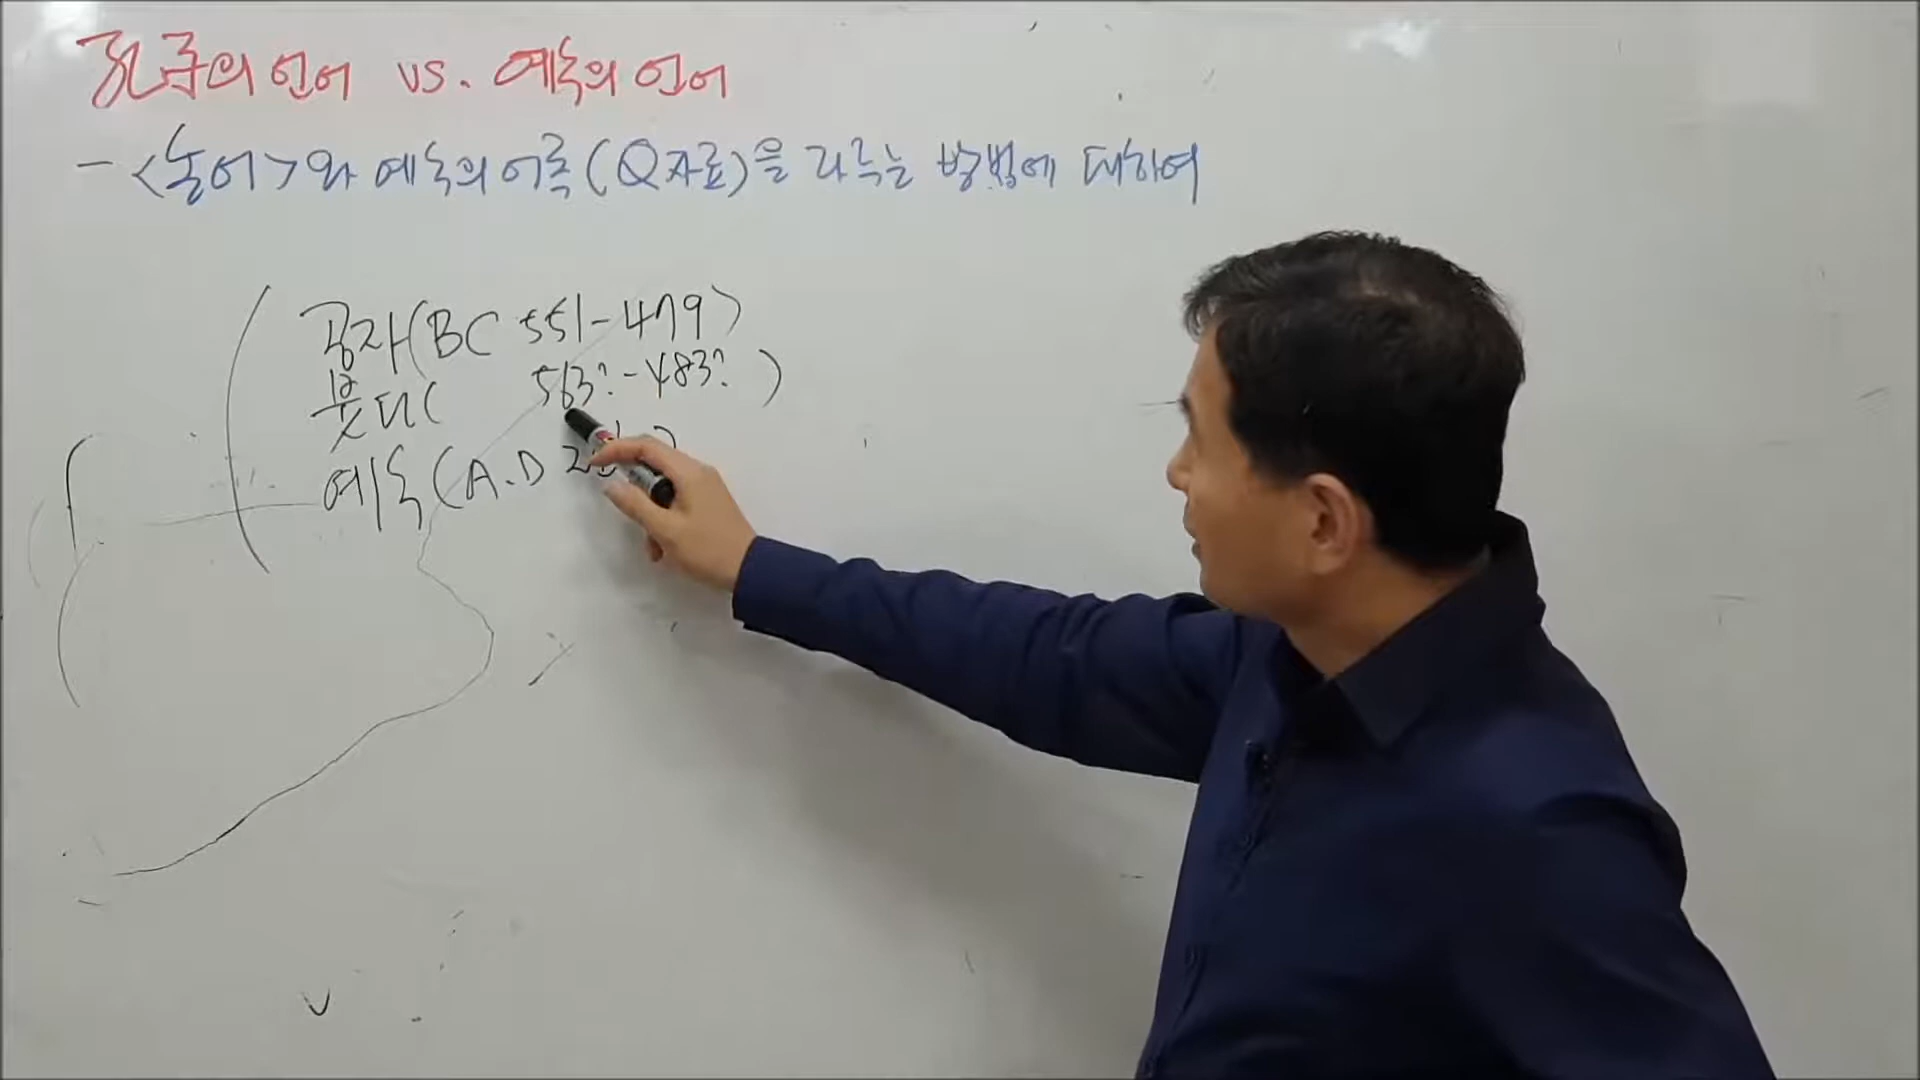 孔子의 언어 vs. 예수의 언어
- <논어>와 예수의 어록(Q자료)을 다루는 방법에 대하여
공자(BC 551-479)
붓다( 563?-483? )
예수(A.D